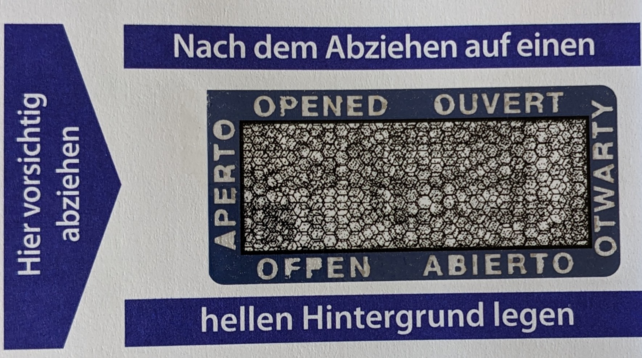 Hier vorsichtig
abziehen
Nach dem Abziehen auf einen
OPENED OUVERT
APERTO
OTWARTY
OFFEN ABIERTO
hellen Hintergrund legen